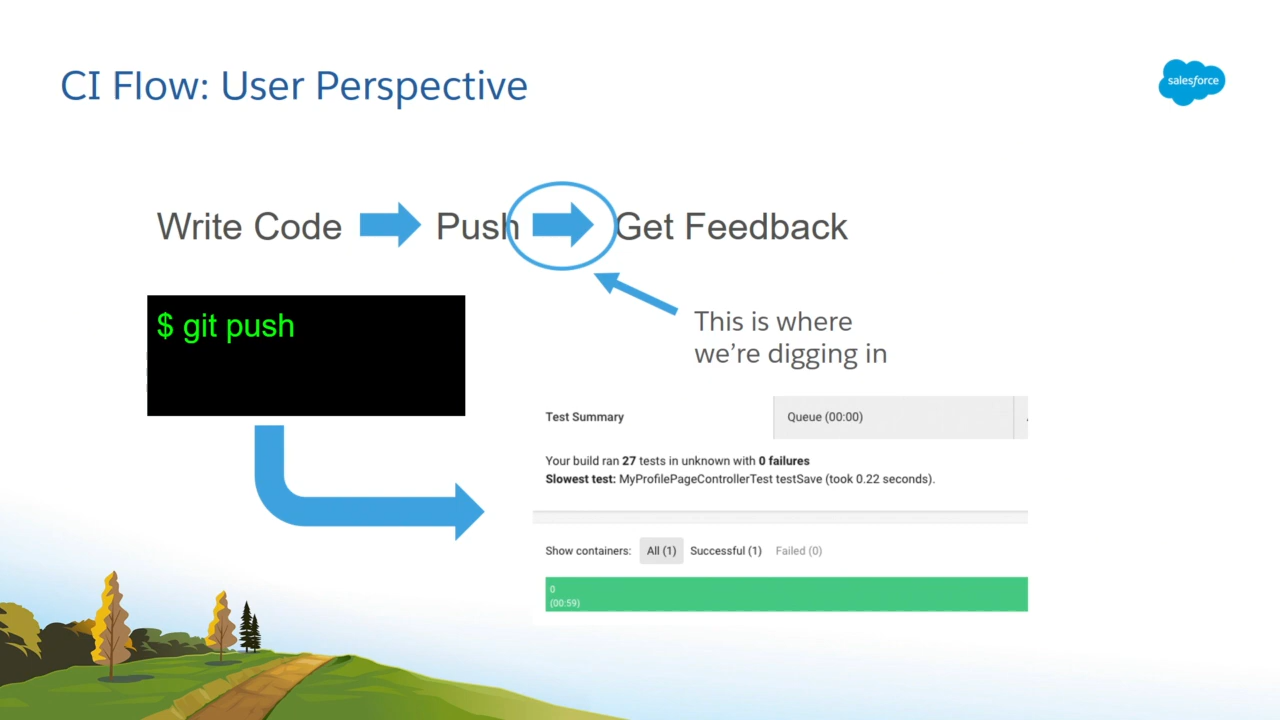 CI Flow: User Perspective
salesforce
Write Code Push Get Feedback
$ git push
This is where
we're digging in
Test Summary Queue (00:00)
Your build ran 27 tests in unknown with 0 failures
Slowest test: MyProfilePageControllerTest testSave (took 0.22 seconds).
Show containers: All (1) Successful (1) Failed (0)
0
(00:59)